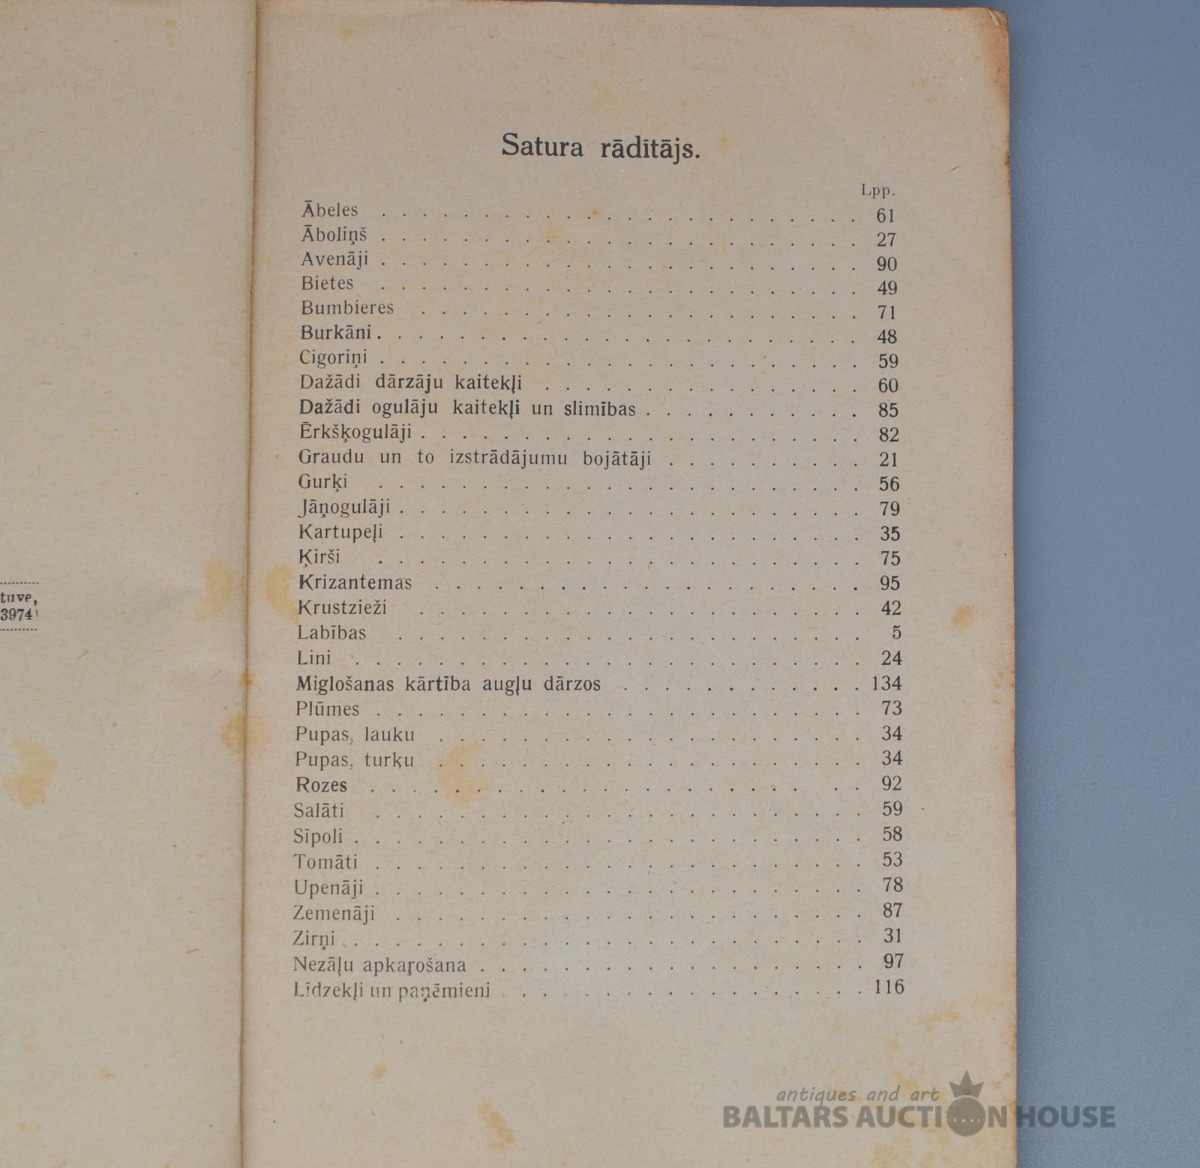 Satura rādītājs.
Lpp.
Ābeles . . . . . . . . . . . . . . . . . . . . . . . . 61
Āboliņš . . . . . . . . . . . . . . . . . . . . . . . . 27
Avenāji . . . . . . . . . . . . . . . . . . . . . . . . 90
Bietes . . . . . . . . . . . . . . . . . . . . . . . . 49
Bumbieres . . . . . . . . . . . . . . . . . . . . . . 71
Burkāni . . . . . . . . . . . . . . . . . . . . . . . . 48
Cigoriņi . . . . . . . . . . . . . . . . . . . . . . . . 59
Dažādi dārzāju kaitekļi . . . . . . . . . . . . . . . . 60
Dažādi ogulāju kaitekļi un slimības . . . . . . . . . . . 85
Ērkšķogulāji . . . . . . . . . . . . . . . . . . . . . . 82
Graudu un to izstrādājumu bojātāji . . . . . . . . . . 21
Gurķi . . . . . . . . . . . . . . . . . . . . . . . . 56
Jāņogulāji . . . . . . . . . . . . . . . . . . . . . . . 79
Kartupeļi . . . . . . . . . . . . . . . . . . . . . . . 35
Ķirši . . . . . . . . . . . . . . . . . . . . . . . . 75
Krizantemas . . . . . . . . . . . . . . . . . . . . . 95
Krustzieži . . . . . . . . . . . . . . . . . . . . . . 42
Labības . . . . . . . . . . . . . . . . . . . . . . . 5
Lini . . . . . . . . . . . . . . . . . . . . . . . . . 24
Miglošanas kārtība augļu dārzos . . . . . . . . . . . . 134
Plūmes . . . . . . . . . . . . . . . . . . . . . . . . 73
Pupas, lauku . . . . . . . . . . . . . . . . . . . . . 34
Pupas, turku . . . . . . . . . . . . . . . . . . . . . 34
Rozes . . . . . . . . . . . . . . . . . . . . . . . . 92
Salāti . . . . . . . . . . . . . . . . . . . . . . . . 59
Sīpoli . . . . . . . . . . . . . . . . . . . . . . . . . 58
Tomāti . . . . . . . . . . . . . . . . . . . . . . . . 53
Upenāji . . . . . . . . . . . . . . . . . . . . . . . . 78
Zemenāji . . . . . . . . . . . . . . . . . . . . . . . 87
Zirņi . . . . . . . . . . . . . . . . . . . . . . . . . 31
Nezāļu apkaŗošana . . . . . . . . . . . . . . . . . . . 97
Līdzekļi un paņēmieni . . . . . . . . . . . . . . . . . . 116
tuve,
3974)
antiques and art
BALTARS AUCTION HOUSE